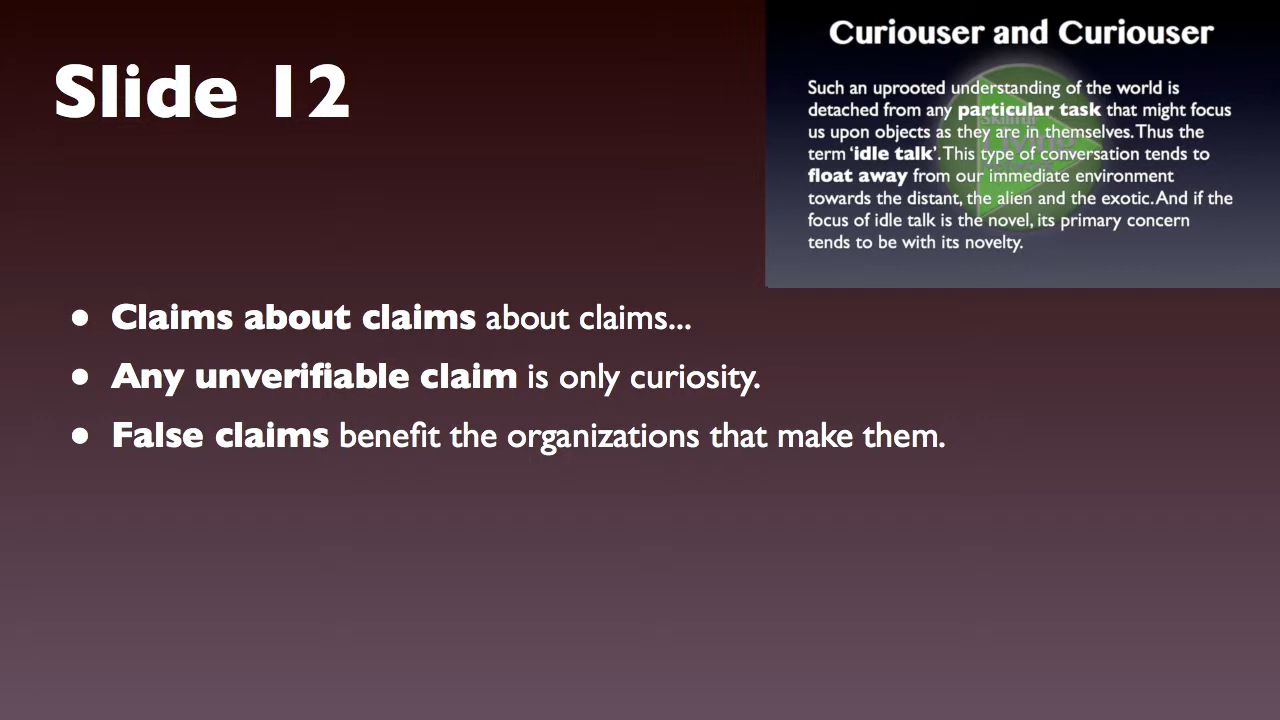 Slide 12
Curiouser and Curiouser
Such an uprooted understanding of the world is
detached from any particular task that might focus
us upon objects as they are in themselves. Thus the
term ‘idle talk’. This type of conversation tends to
float away from our immediate environment
towards the distant, the alien and the exotic. And if the
focus of idle talk is the novel, its primary concern
tends to be with its novelty.
• Claims about claims about claims...
• Any unverifiable claim is only curiosity.
• False claims benefit the organizations that make them.